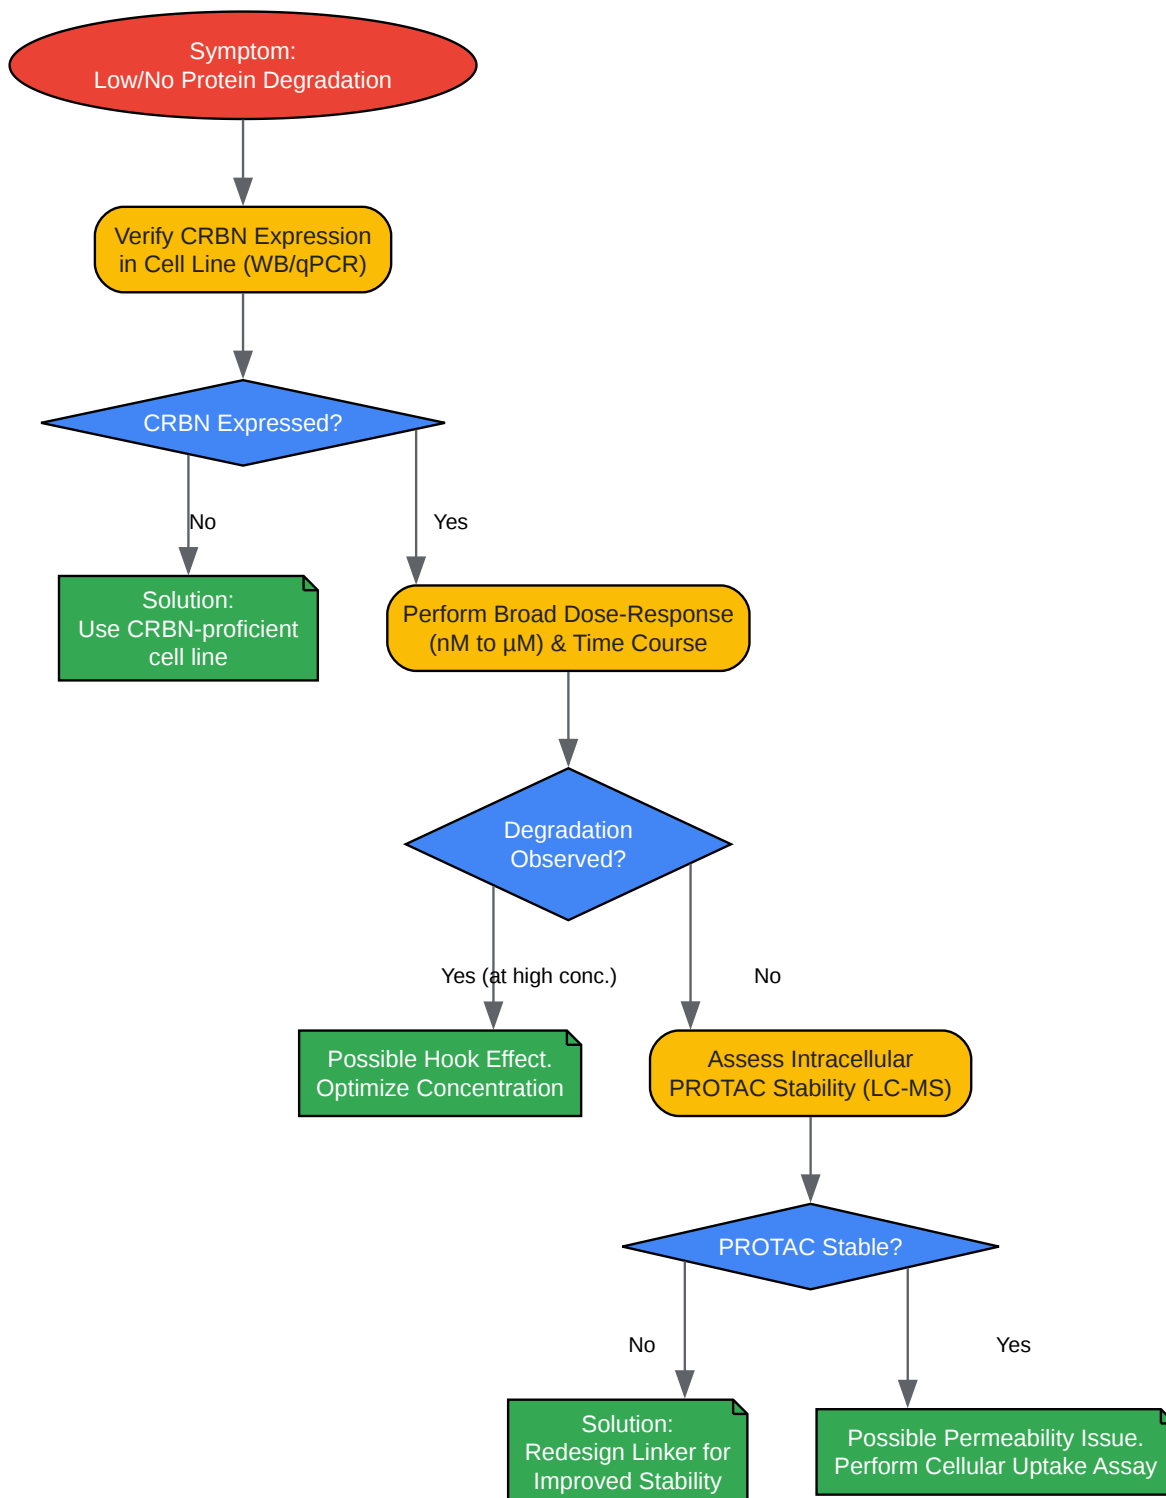 Symptom:
Low/No Protein Degradation
Verify CRBN Expression
in Cell Line (WB/qPCR)
CRBN Expressed?
No
Yes
Solution:
Use CRBN-proficient
cell line
Perform Broad Dose-Response
(nM to µM) & Time Course
Degradation
Observed?
Yes (at high conc.)
No
Possible Hook Effect.
Optimize Concentration
Assess Intracellular
PROTAC Stability (LC-MS)
PROTAC Stable?
No
Yes
Solution:
Redesign Linker for
Improved Stability
Possible Permeability Issue.
Perform Cellular Uptake Assay